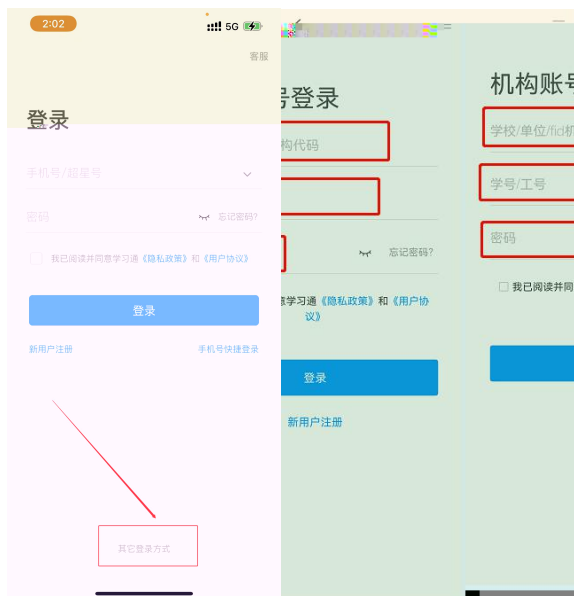 2:02
5G
客服
登录
手机号/超星号
密码
忘记密码?
我已阅读并同意学习通《隐私政策》和《用户协议》
登录
新用户注册
手机号快捷登录
其它登录方式
号登录
构代码
忘记密码?
意学习通《隐私政策》和《用户协
议》
登录
新用户注册
机构账号
学校/单位/fid机
学号/工号
密码
我已阅读并同